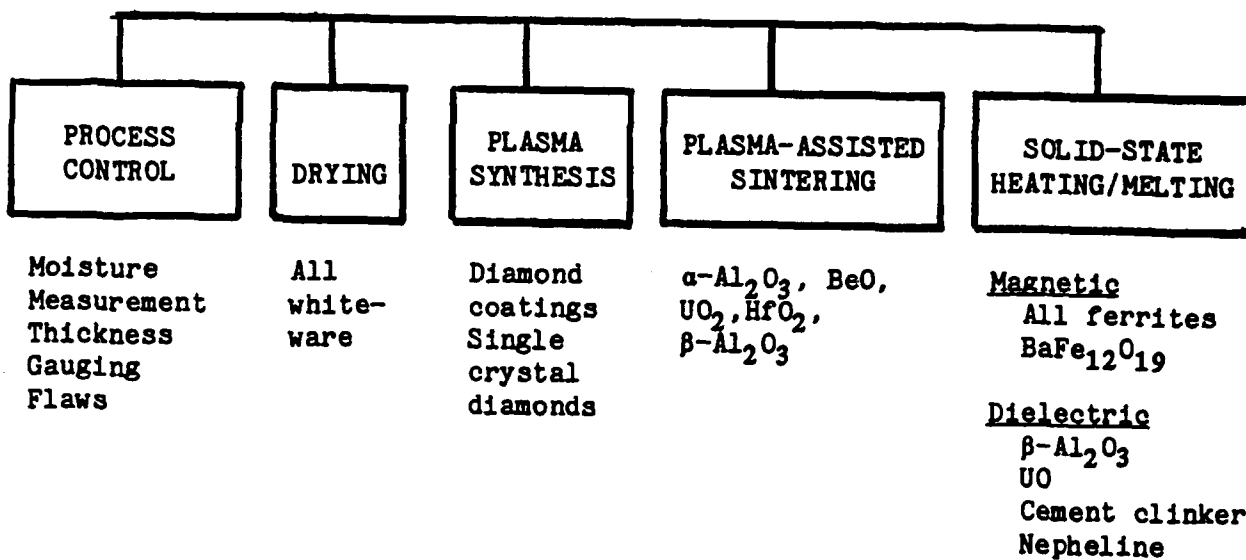 PROCESS
CONTROL
DRYING
PLASMA
SYNTHESIS
PLASMA-ASSISTED
SINTERING
SOLID-STATE
HEATING/MELTING
Moisture
Measurement
Thickness
Gauging
Flaws
All
white-
ware
Diamond
coatings
Single
crystal
diamonds
α-Al₂O₃, BeO,
UO₂,HfO₂,
β-Al₂O₃
Magnetic
All ferrites
BaFe₁₂O₁₉
Dielectric
β-Al₂O₃
UO
Cement clinker
Nepheline